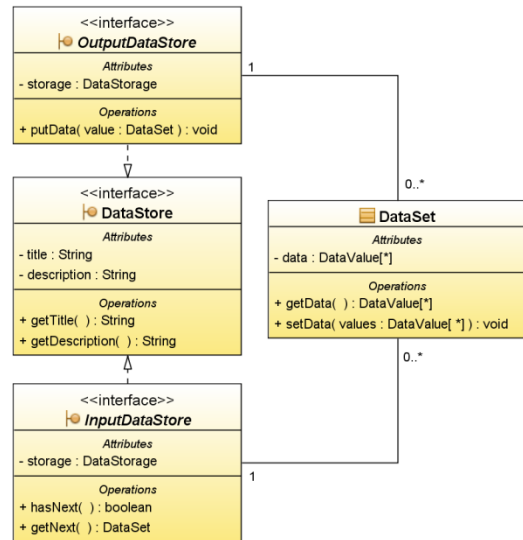 <<interface>>
OutputDataStore
Attributes
- storage : DataStorage
Operations
+ putData( value : DataSet ) : void
1
0..*
<<interface>>
DataStore
Attributes
- title : String
- description : String
Operations
+ getTitle( ) : String
+ getDescription( ) : String
DataSet
Attributes
- data : DataValue[*]
Operations
+ getData( ) : DataValue[*]
+ setData( values : DataValue[ *] ) : void
0..*
1
<<interface>>
InputDataStore
Attributes
- storage : DataStorage
Operations
+ hasNext( ) : boolean
+ getNext( ) : DataSet